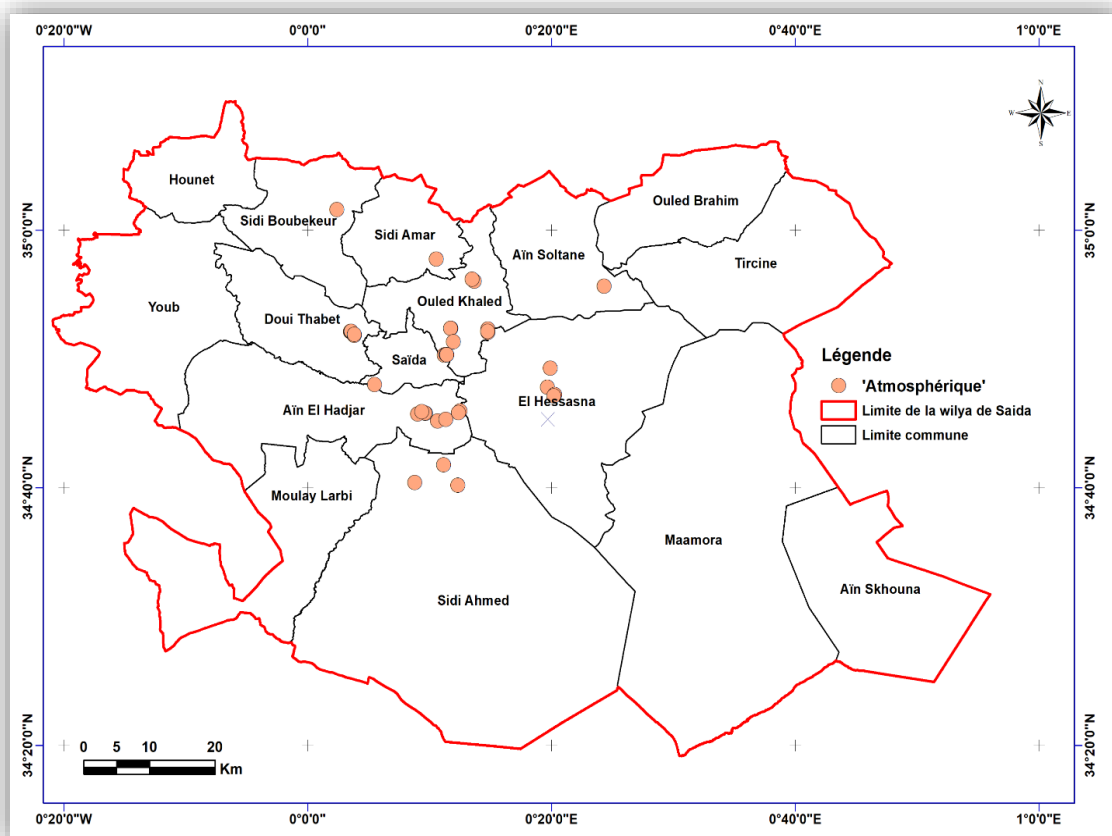 0°20'0"W 0°0'0" 0°20'0"E 0°40'0"E 1°0'0"E
N
W E
S
Hounet
Ouled Brahim
Sidi Boubekeur
35°0'0"N
35°0'0"N
Sidi Amar
Aïn Soltane
Tircine
Youb
Ouled Khaled
Doui Thabet
Saïda
Légende
'Atmosphérique'
Limite de la wilya de Saida
Limite commune
El Hessasna
Aïn El Hadjar
34°40'0"N
34°40'0"N
Moulay Larbi
Maamora
Aïn Skhouna
Sidi Ahmed
34°20'0"N
34°20'0"N
0 5 10 20
Km
0°20'0"W 0°0'0" 0°20'0"E 0°40'0"E 1°0'0"E